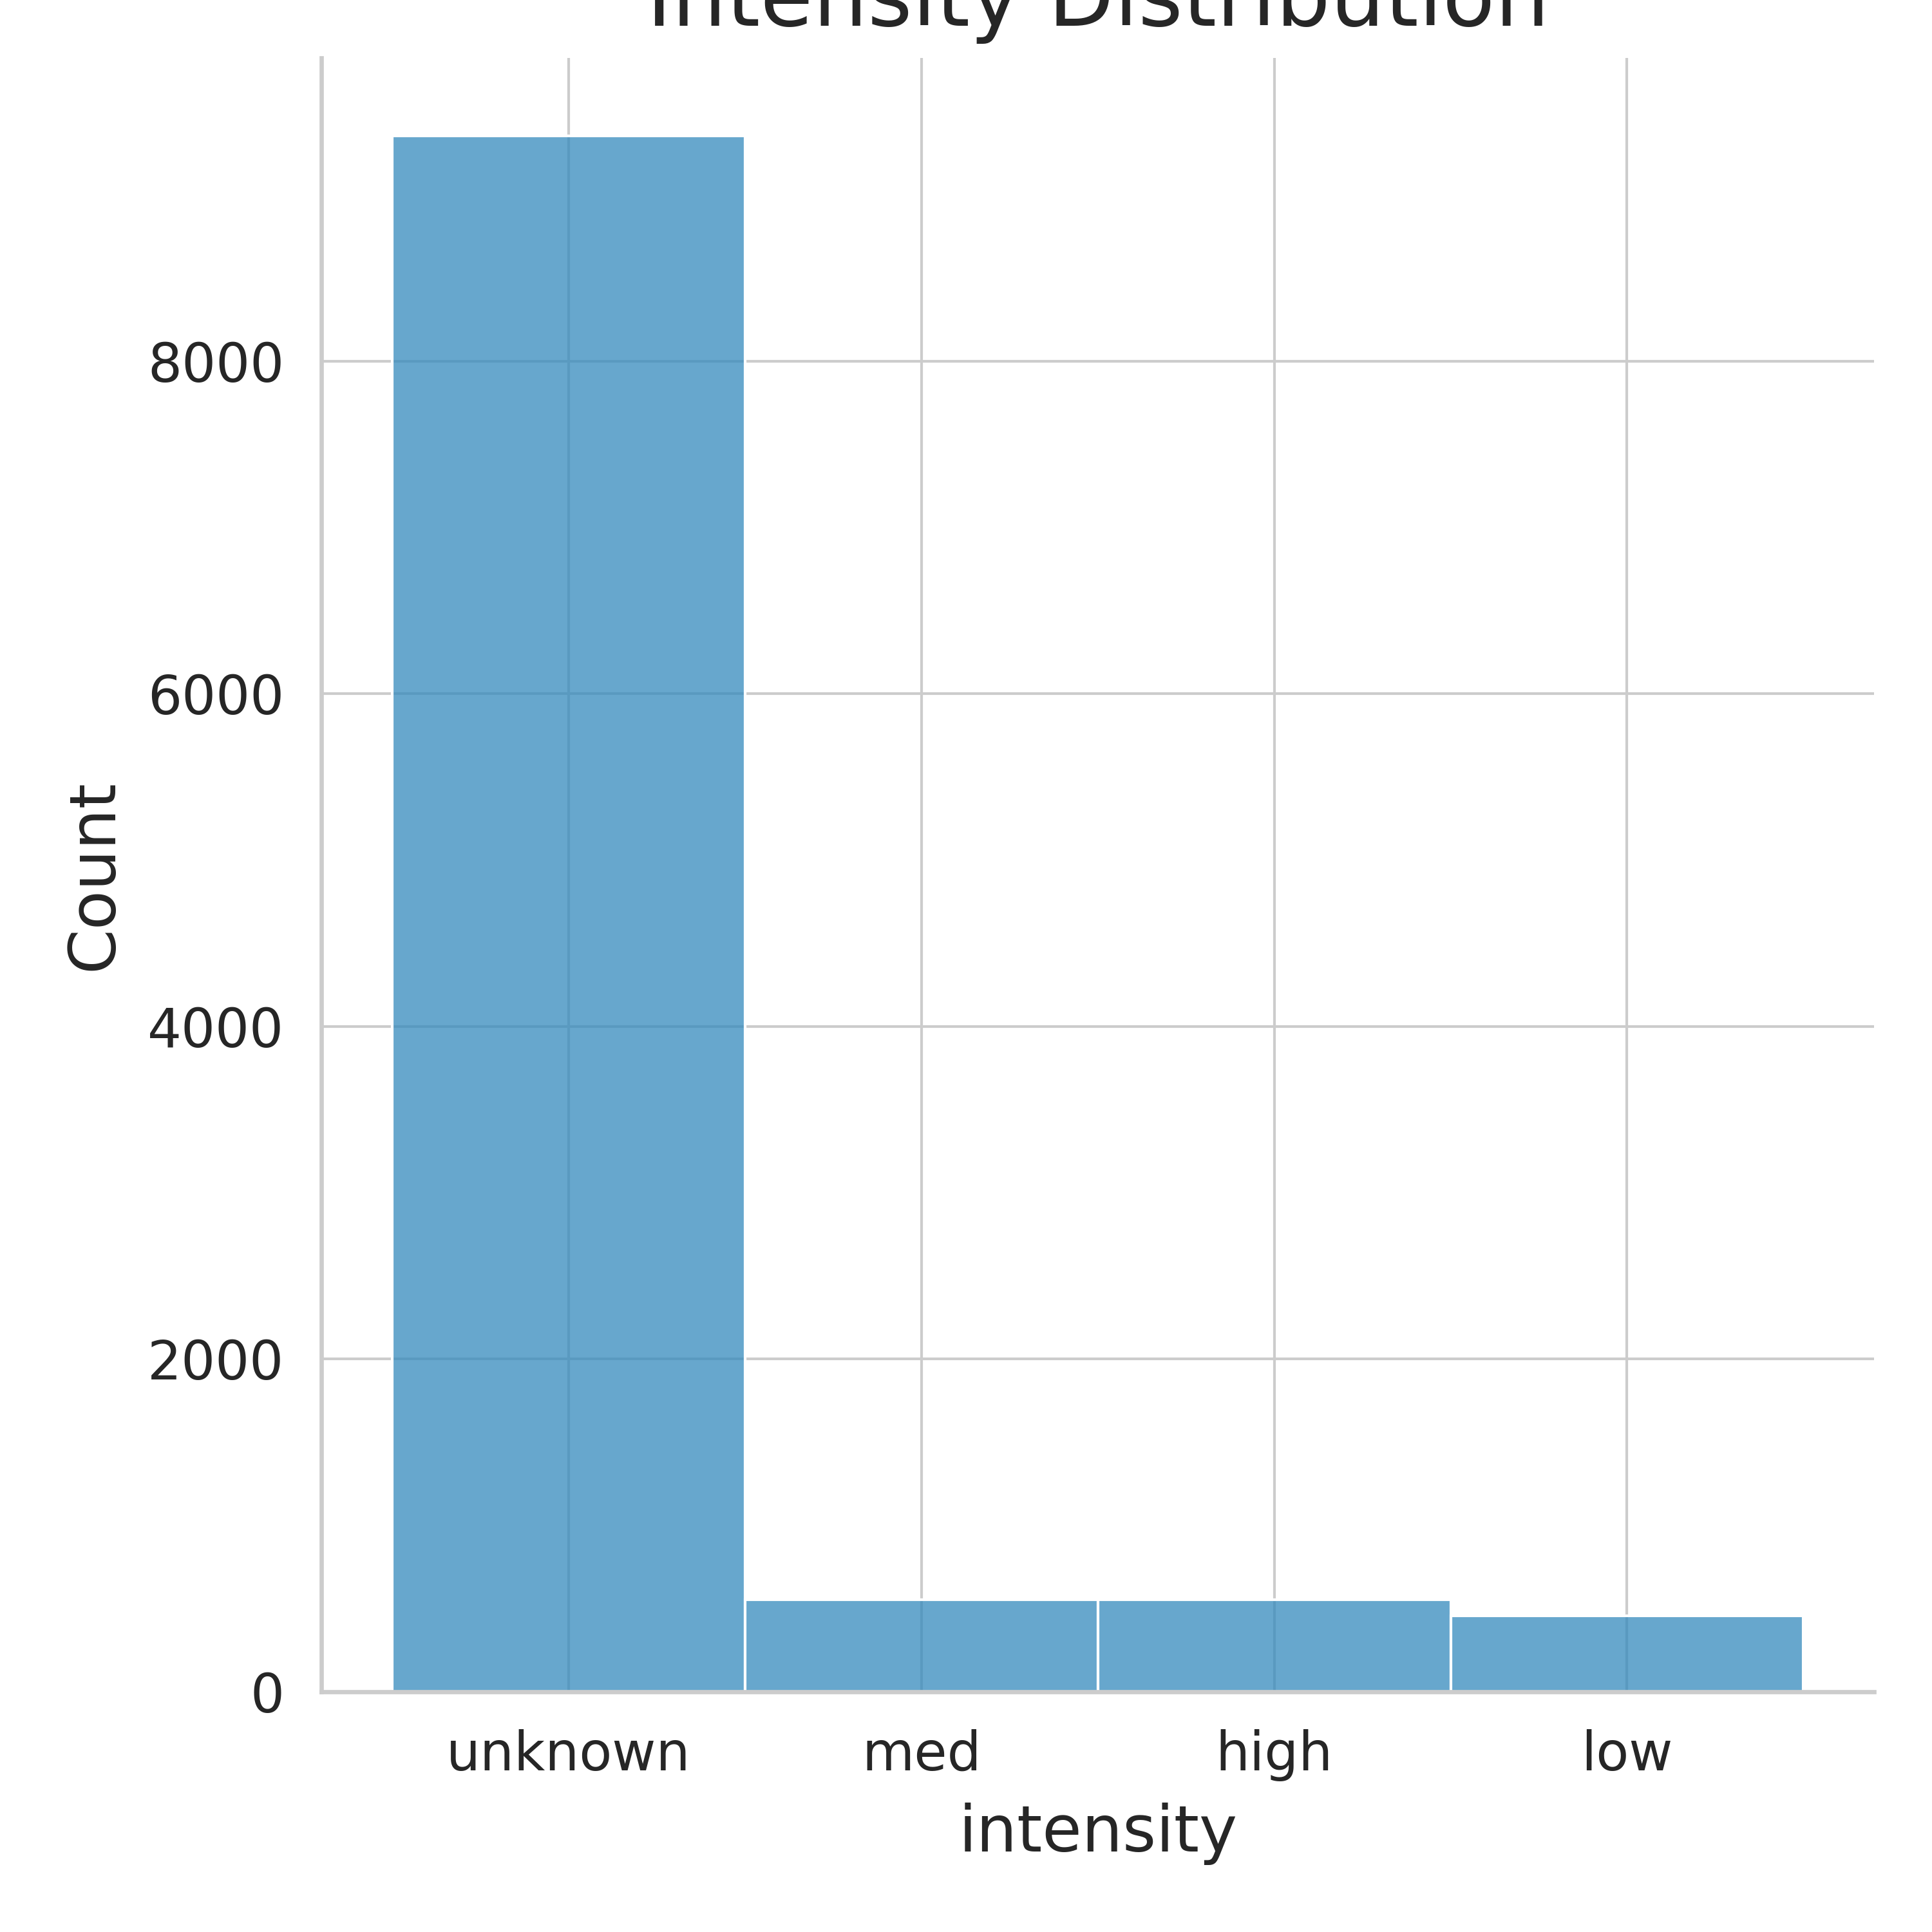 Intensity Distribution
8000
6000
4000
2000
0
Count
unknown med high low
intensity